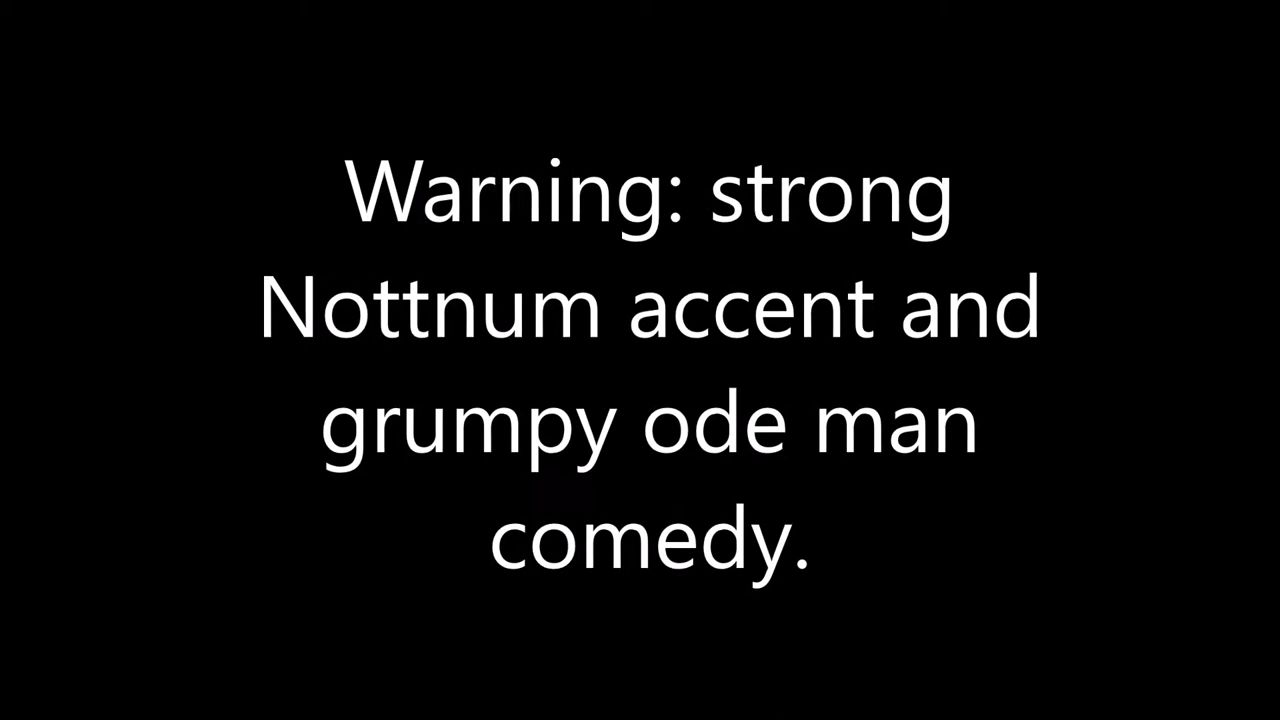 Warning: strong
Nottnum accent and
grumpy ode man
comedy.